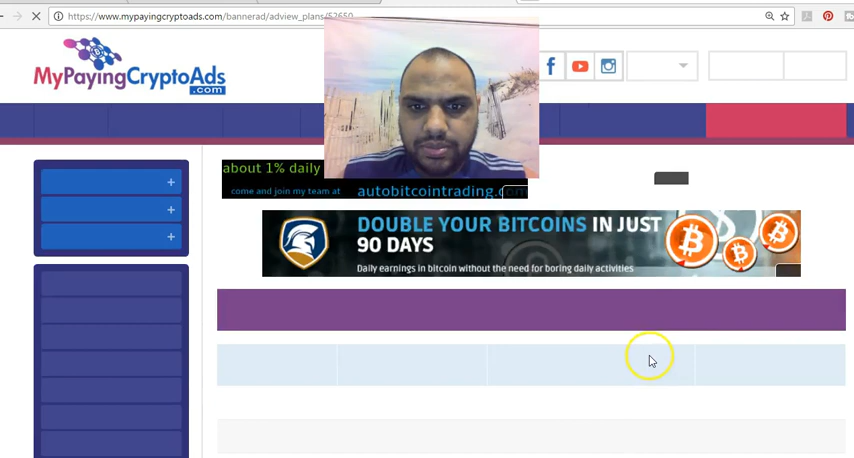 https://www.mypayingcryptoads.com/bannerad/adview_plans/52650
MyPayingCryptoAds
.com
about 1% daily
come and join my team at autobitcointrading.com
DOUBLE YOUR BITCOINS IN JUST
90 DAYS
Daily earnings in bitcoin without the need for boring daily activities